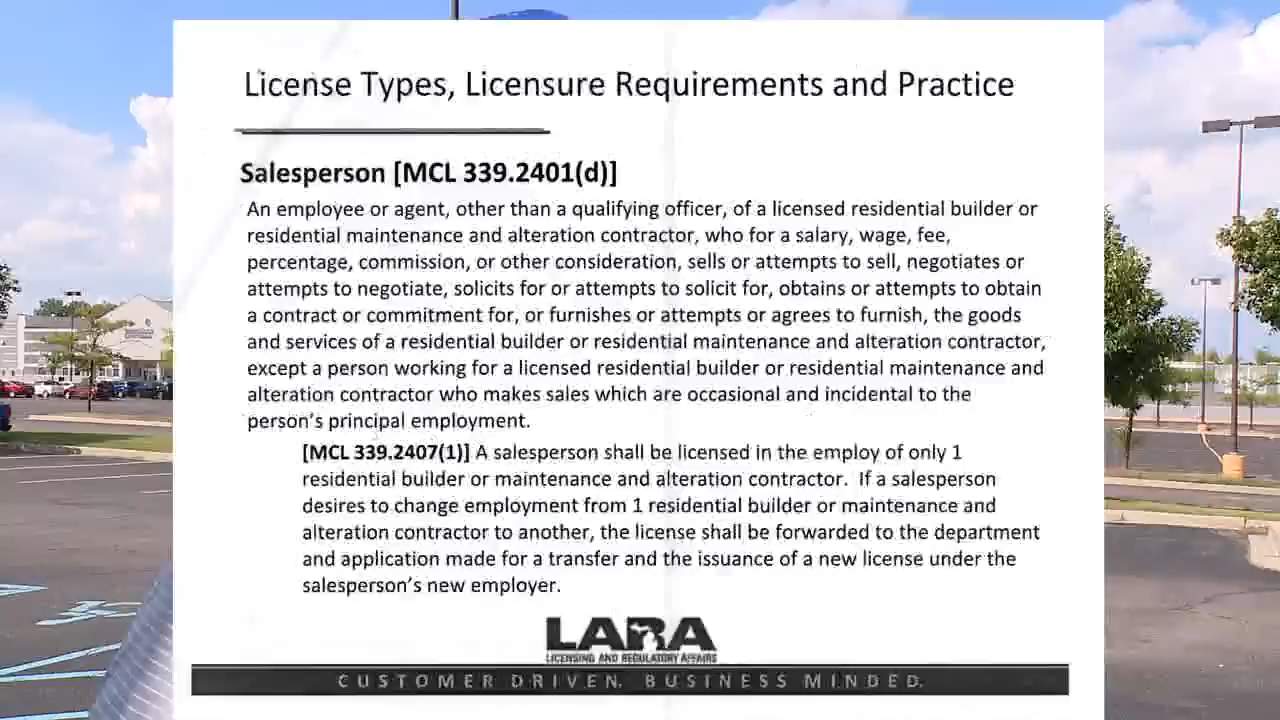 License Types, Licensure Requirements and Practice
Salesperson [MCL 339.2401(d)]
An employee or agent, other than a qualifying officer, of a licensed residential builder or
residential maintenance and alteration contractor, who for a salary, wage, fee,
percentage, commission, or other consideration, sells or attempts to sell, negotiates or
attempts to negotiate, solicits for or attempts to solicit for, obtains or attempts to obtain
a contract or commitment for, or furnishes or attempts or agrees to furnish, the goods
and services of a residential builder or residential maintenance and alteration contractor,
except a person working for a licensed residential builder or residential maintenance and
alteration contractor who makes sales which are occasional and incidental to the
person's principal employment.
[MCL 339.2407(1)] A salesperson shall be licensed in the employ of only 1
residential builder or maintenance and alteration contractor. If a salesperson
desires to change employment from 1 residential builder or maintenance and
alteration contractor to another, the license shall be forwarded to the department
and application made for a transfer and the issuance of a new license under the
salesperson's new employer.
LARA
LICENSING AND REGULATORY AFFAIRS
CUSTOMER DRIVEN. BUSINESS MINDED.